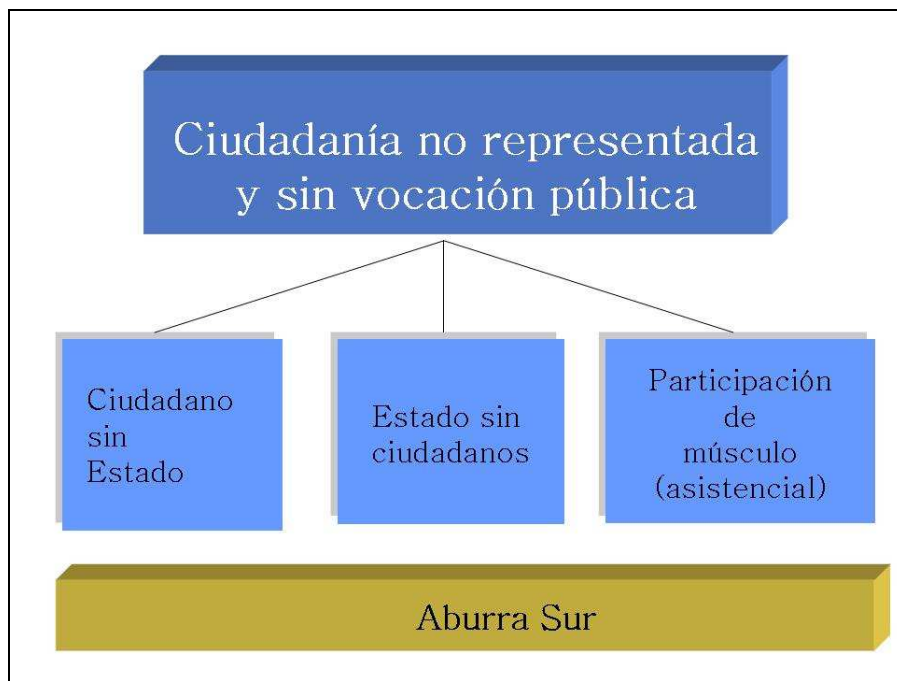 Ciudadanía no representada
y sin vocación pública
Ciudadano
sin
Estado
Estado sin
ciudadanos
Participación
de
músculo
(asistencial)
Aburra Sur